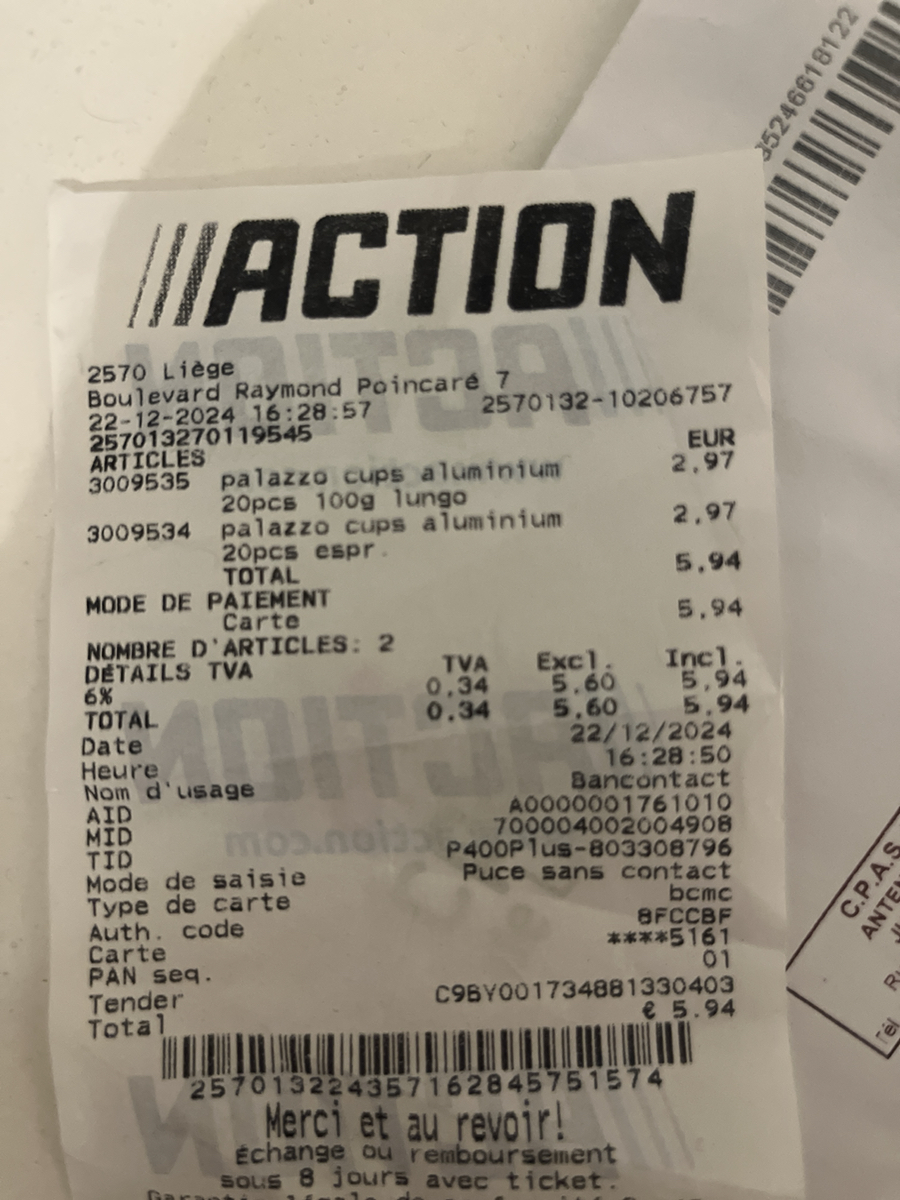 35246618122
ACTION
2570 Liège
Boulevard Raymond Poincaré 7
22-12-2024 16:28:57 2570132-10206757
257013270119545
ARTICLES EUR
3009535 palazzo cups aluminium 2,97
20pcs 100g lungo
3009534 palazzo cups aluminium 2,97
20pcs espr.
TOTAL 5,94
MODE DE PAIEMENT
Carte 5,94
NOMBRE D'ARTICLES: 2
DÉTAILS TVA TVA Excl. Incl.
6% 0.34 5.60 5.94
TOTAL 0.34 5.60 5.94
Date 22/12/2024
Heure 16:28:50
Nom d'usage Bancontact
AID A0000001761010
MID 700004002004908
TID P400Plus-803308796
Mode de saisie Puce sans contact
Type de carte bcmc
Auth. code 8FCCBF
Carte ****5161
PAN seq. 01
Tender C9BY001734881330403
Total € 5.94
257013224357162845751574
Merci et au revoir!
Échange ou remboursement
sous 8 jours avec ticket.
C.P.A.S.
Tél